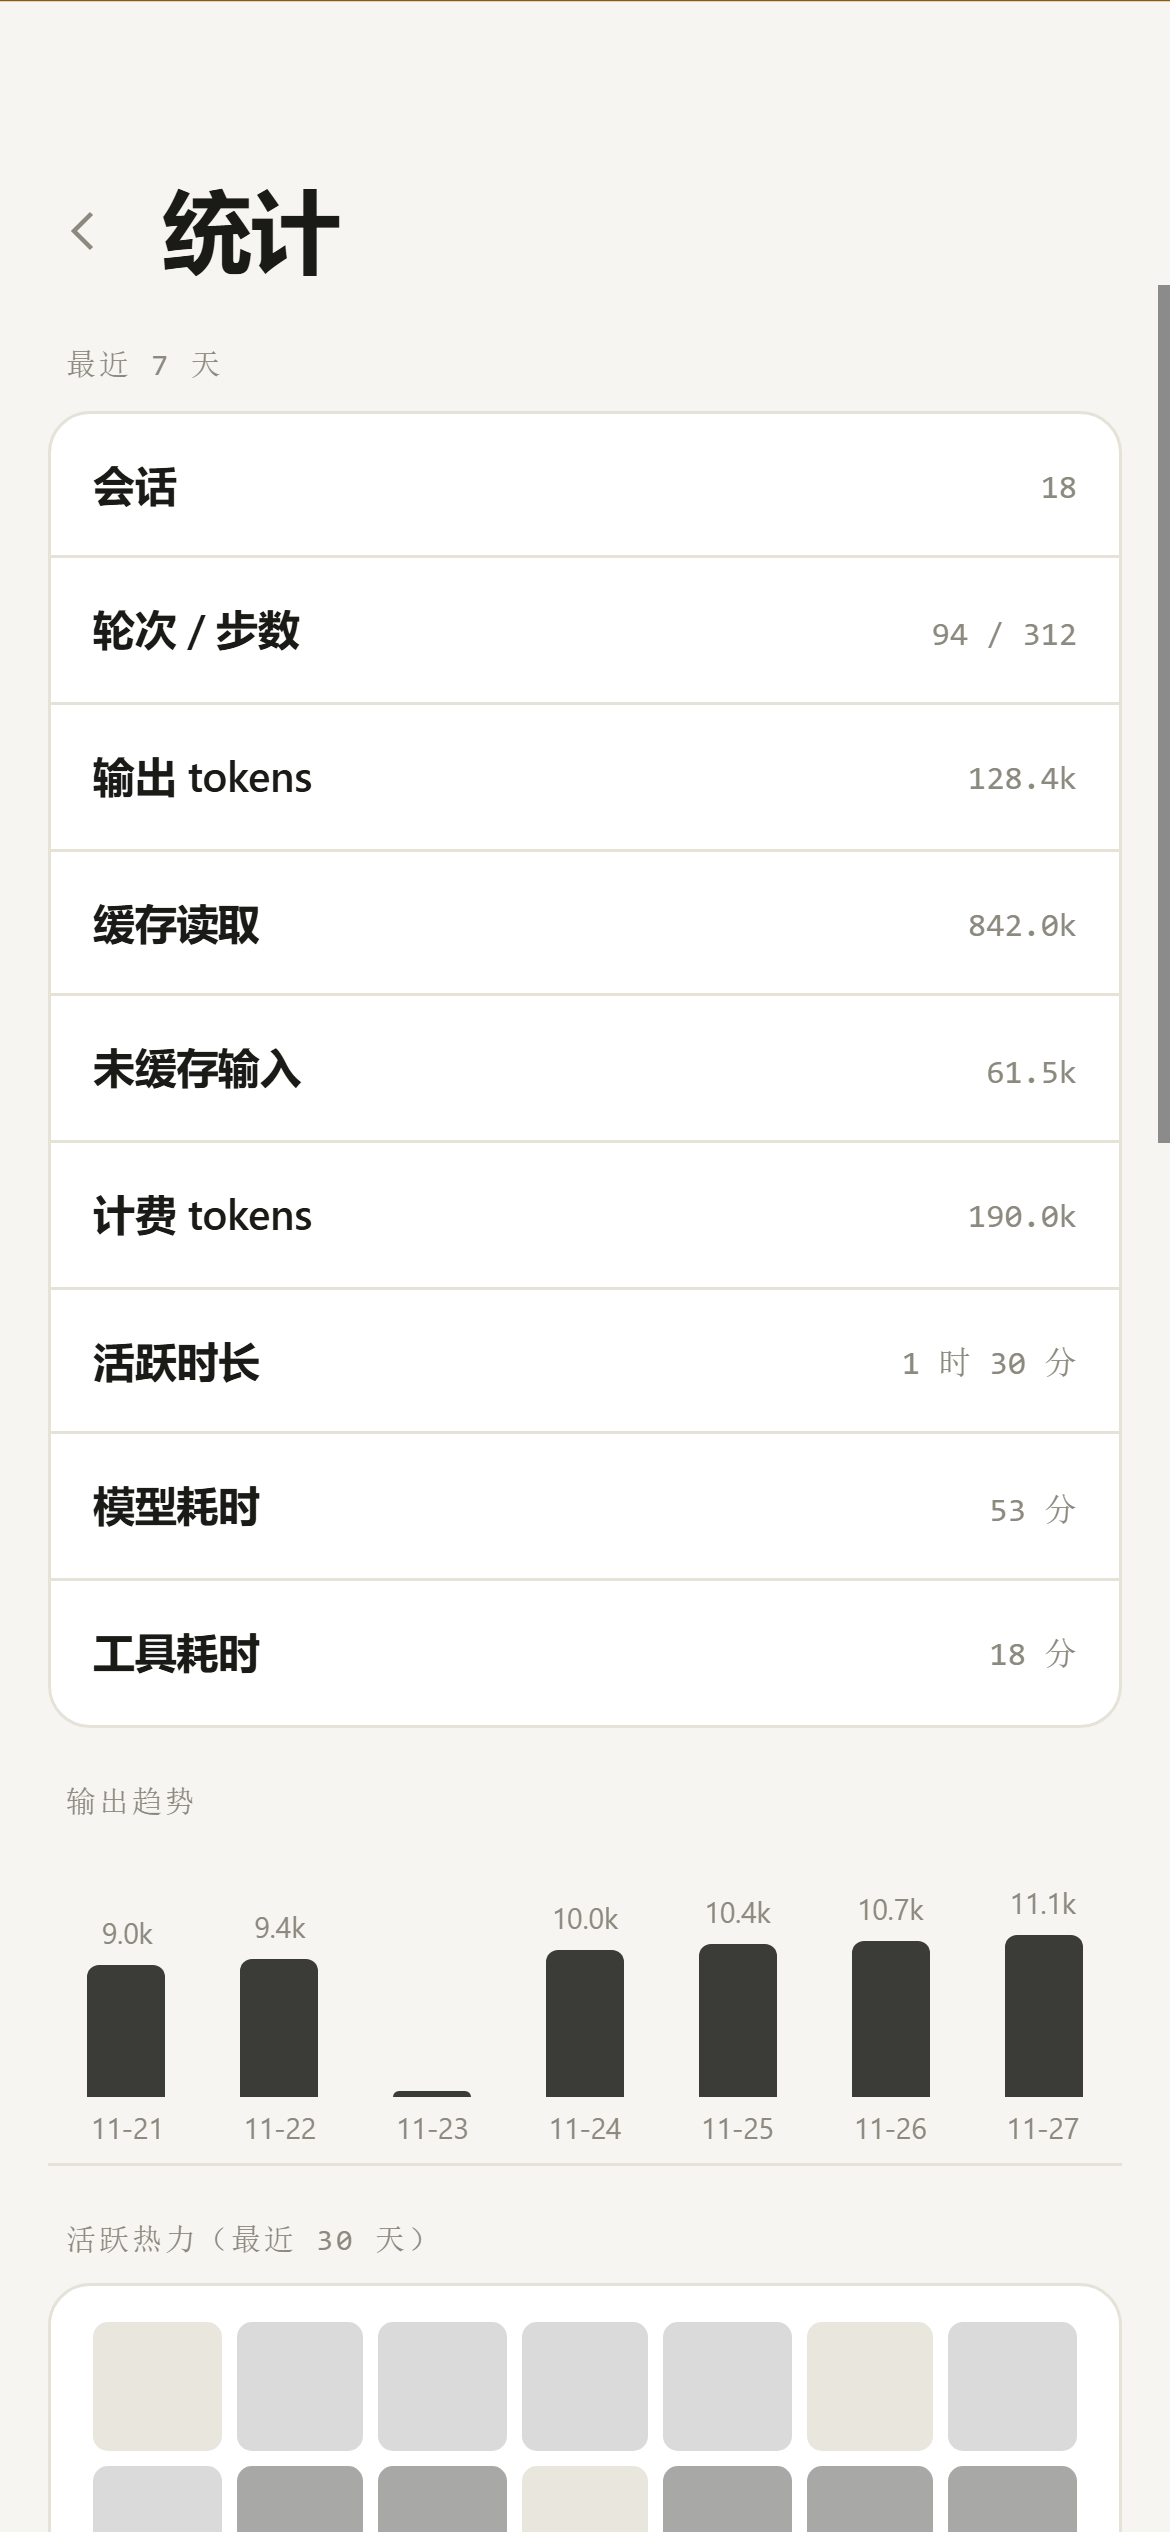 统计
最近 7 天
会话 18
轮次 / 步数 94 / 312
输出 tokens 128.4k
缓存读取 842.0k
未缓存输入 61.5k
计费 tokens 190.0k
活跃时长 1 时 30 分
模型耗时 53 分
工具耗时 18 分
输出趋势
9.0k 9.4k 10.0k 10.4k 10.7k 11.1k
11-21 11-22 11-23 11-24 11-25 11-26 11-27
活跃热力（最近 30 天）